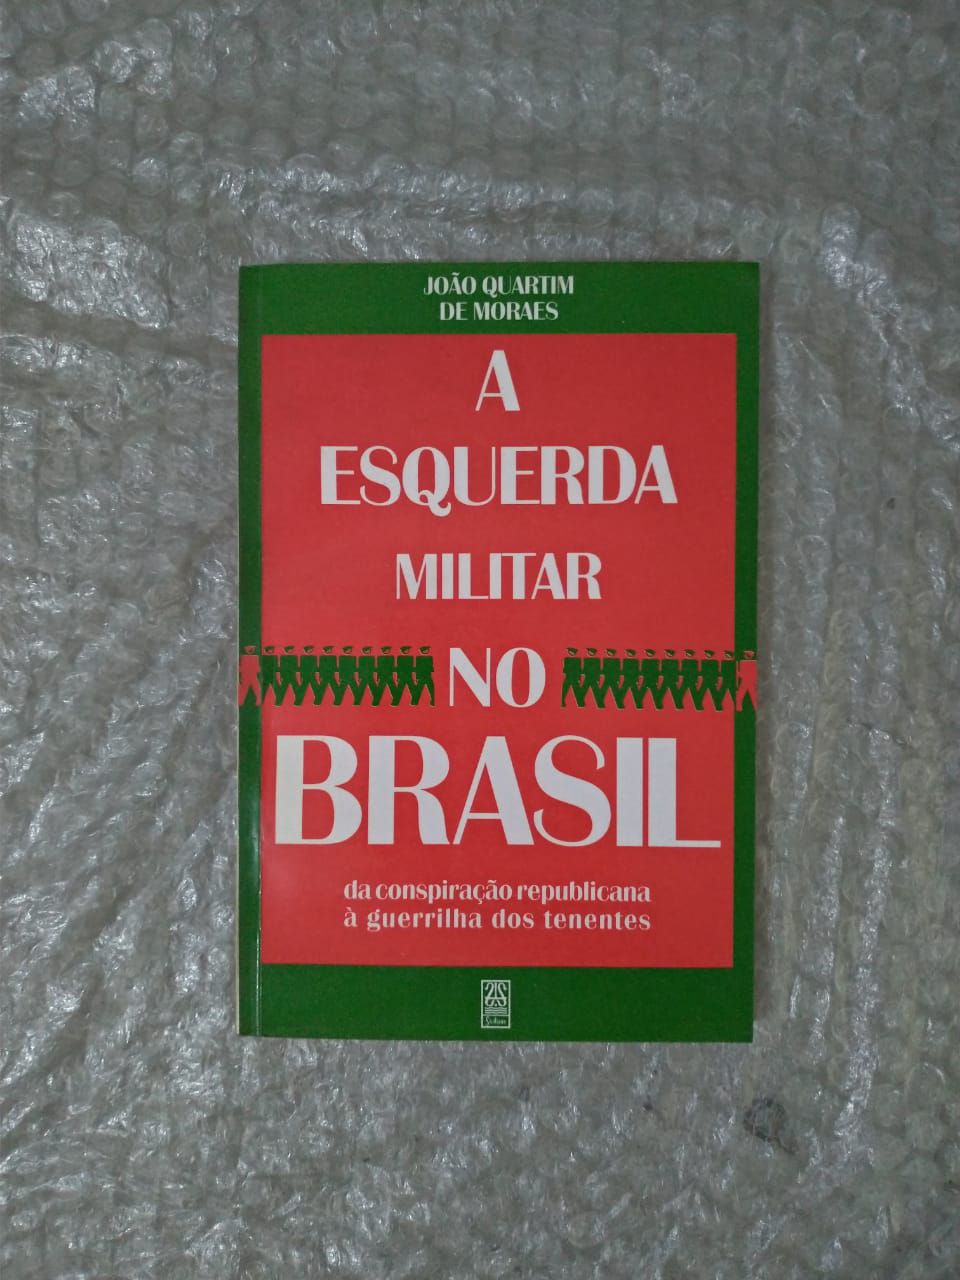 JOÃO QUARTIM
DE MORAES
A
ESQUERDA
MILITAR
NO
BRASIL
da conspiração republicana
à guerrilha dos tenentes